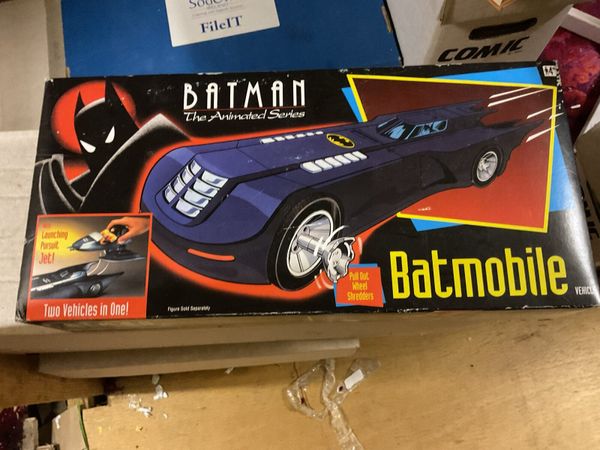 FileIT
COMIC
BATMAN
The Animated Series
Launching
Pursuit
Jet!
Two Vehicles in One!
Figure Sold Separately
Pull Out
Wheel
Shredders
Batmobile
VEHICLE